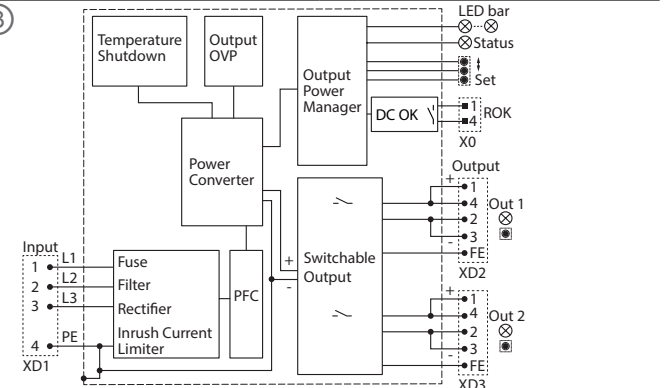 3
Temperature
Shutdown
Output
OVP
Output
Power
Manager
LED bar
Status
Set
DC OK
1
4
ROK
X0
Power
Converter
Output
+
1
4
2
3
-
FE
Out 1
XD2
Switchable
Output
+
-
Input
1 L1
2 L2
3 L3
4 PE
XD1
Fuse
Filter
Rectifier
Inrush Current
Limiter
PFC
+
1
4
2
3
-
FE
Out 2
XD3